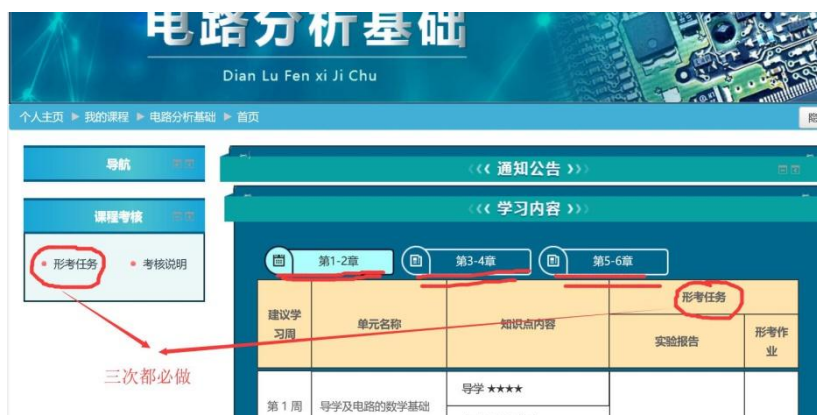 电路分析基础
Dian Lu Fen xi Ji Chu
个人主页 ▶ 我的课程 ▶ 电路分析基础 ▶ 首页
导航
‹‹‹ 通知公告 ›››
课程考核
‹‹‹ 学习内容 ›››
形考任务
考核说明
第1-2章
第3-4章
第5-6章
建议学习周
单元名称
知识点内容
形考任务
实验报告
形考作业
三次都必做
第 1 周
导学及电路的数学基础
导学 ★★★★